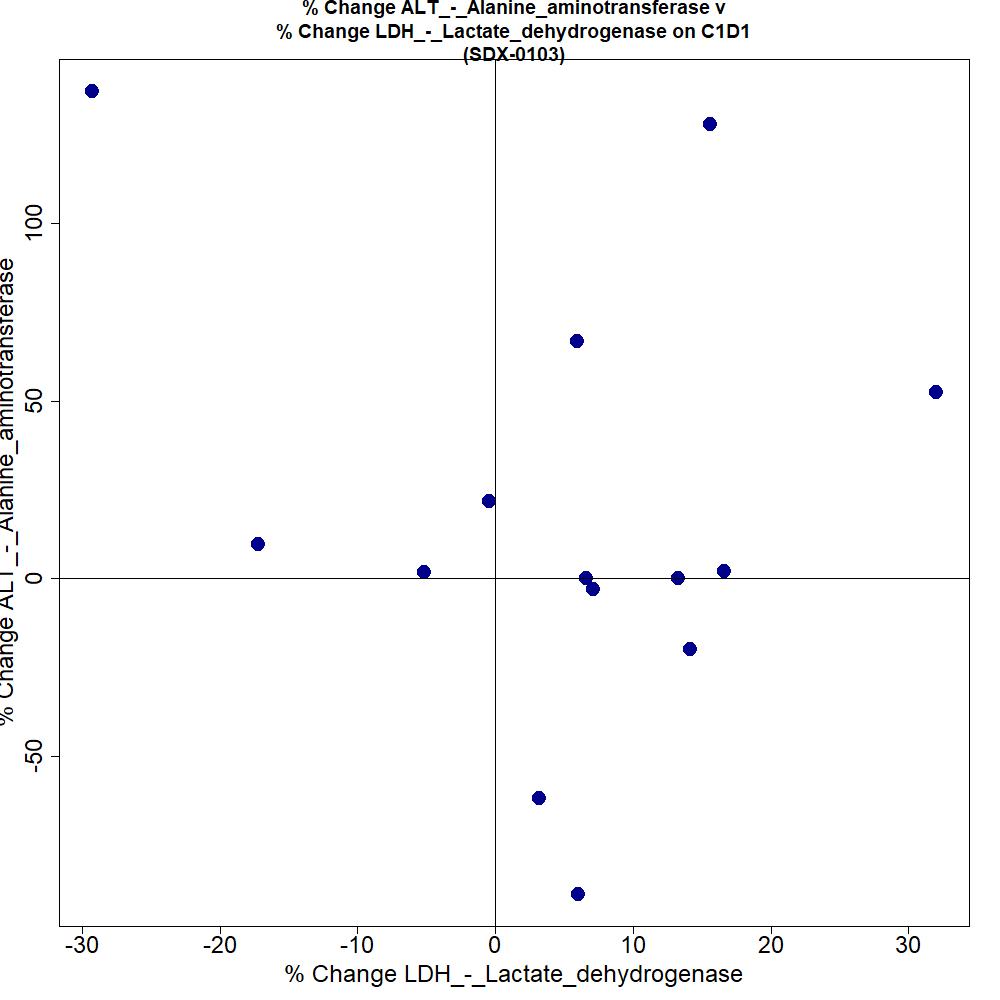 % Change ALT_-_Alanine_aminotransferase v
% Change LDH_-_Lactate_dehydrogenase on C1D1
(SDX-0103)
% Change ALT_-_Alanine_aminotransferase
100
50
0
-50
-30 -20 -10 0 10 20 30
% Change LDH_-_Lactate_dehydrogenase